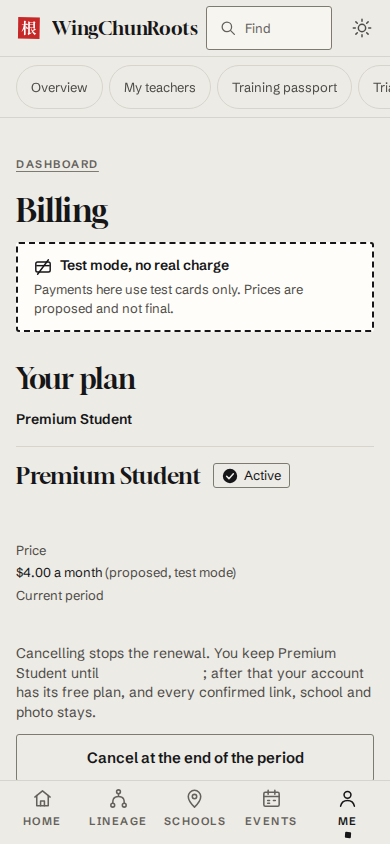 根 WingChunRoots Find
Overview My teachers Training passport Tria
DASHBOARD
Billing
Test mode, no real charge
Payments here use test cards only. Prices are
proposed and not final.
Your plan
Premium Student
Premium Student Active
Price
$4.00 a month (proposed, test mode)
Current period
Cancelling stops the renewal. You keep Premium
Student until ; after that your account
has its free plan, and every confirmed link, school and
photo stays.
Cancel at the end of the period
HOME LINEAGE SCHOOLS EVENTS ME